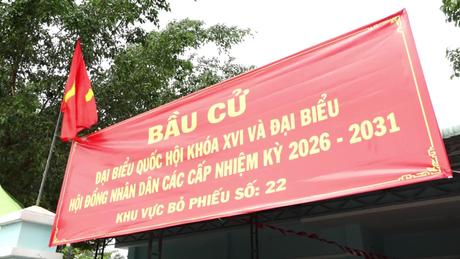 BẦU CỬ
ĐẠI BIỂU QUỐC HỘI KHÓA XVI VÀ ĐẠI BIỂU
HỘI ĐỒNG NHÂN DÂN CÁC CẤP NHIỆM KỲ 2026 - 2031
KHU VỰC BỎ PHIẾU SỐ: 22